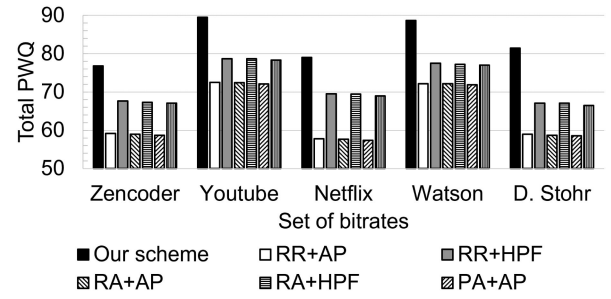 90
80
70
60
50
Total PWQ
Zencoder Youtube Netflix Watson D. Stohr
Set of bitrates
Our scheme RR+AP RR+HPF
RA+AP RA+HPF PA+AP